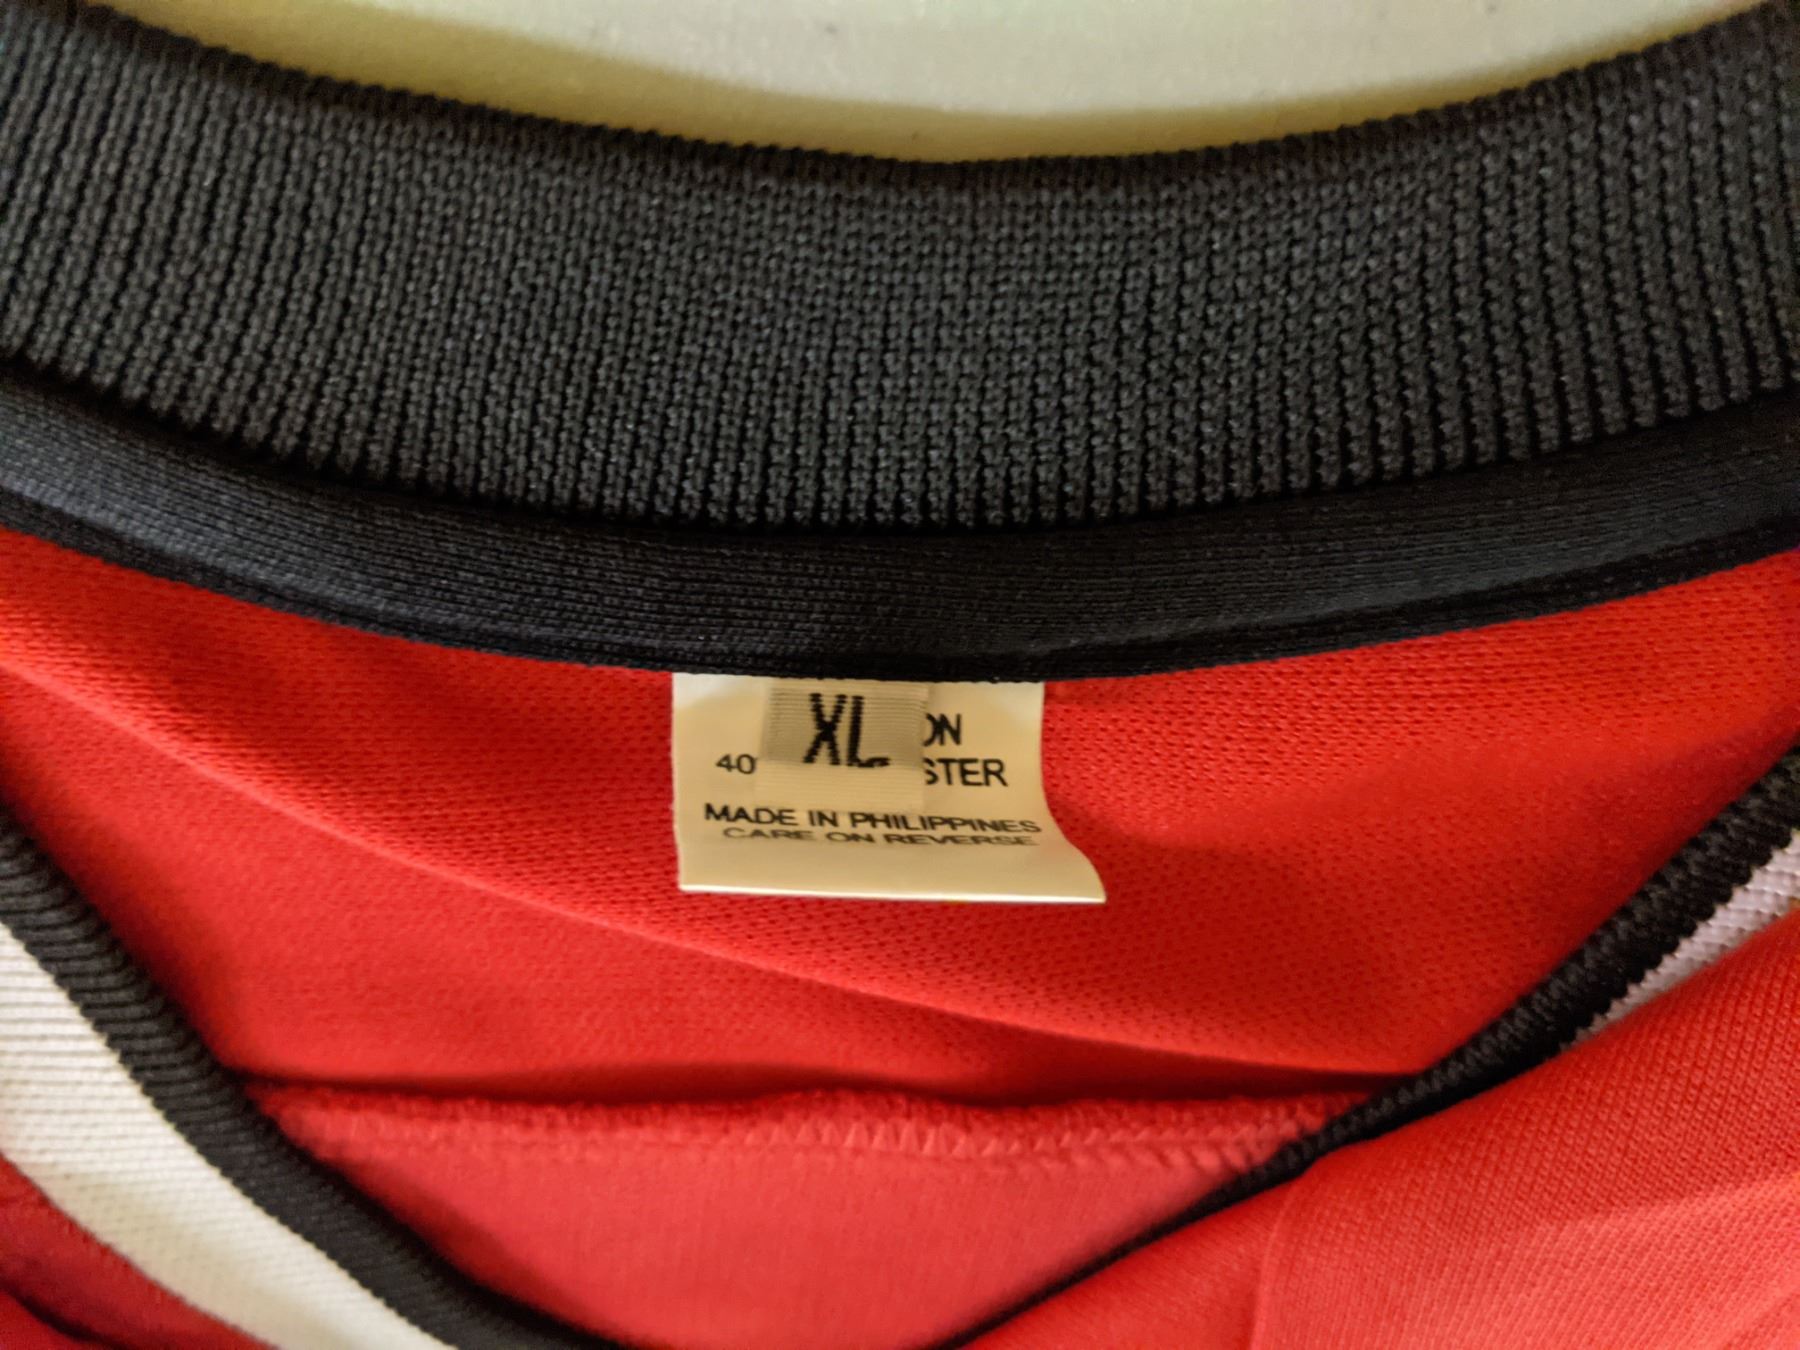 XL
ON
40 STER
MADE IN PHILIPPINES
CARE ON REVERSE